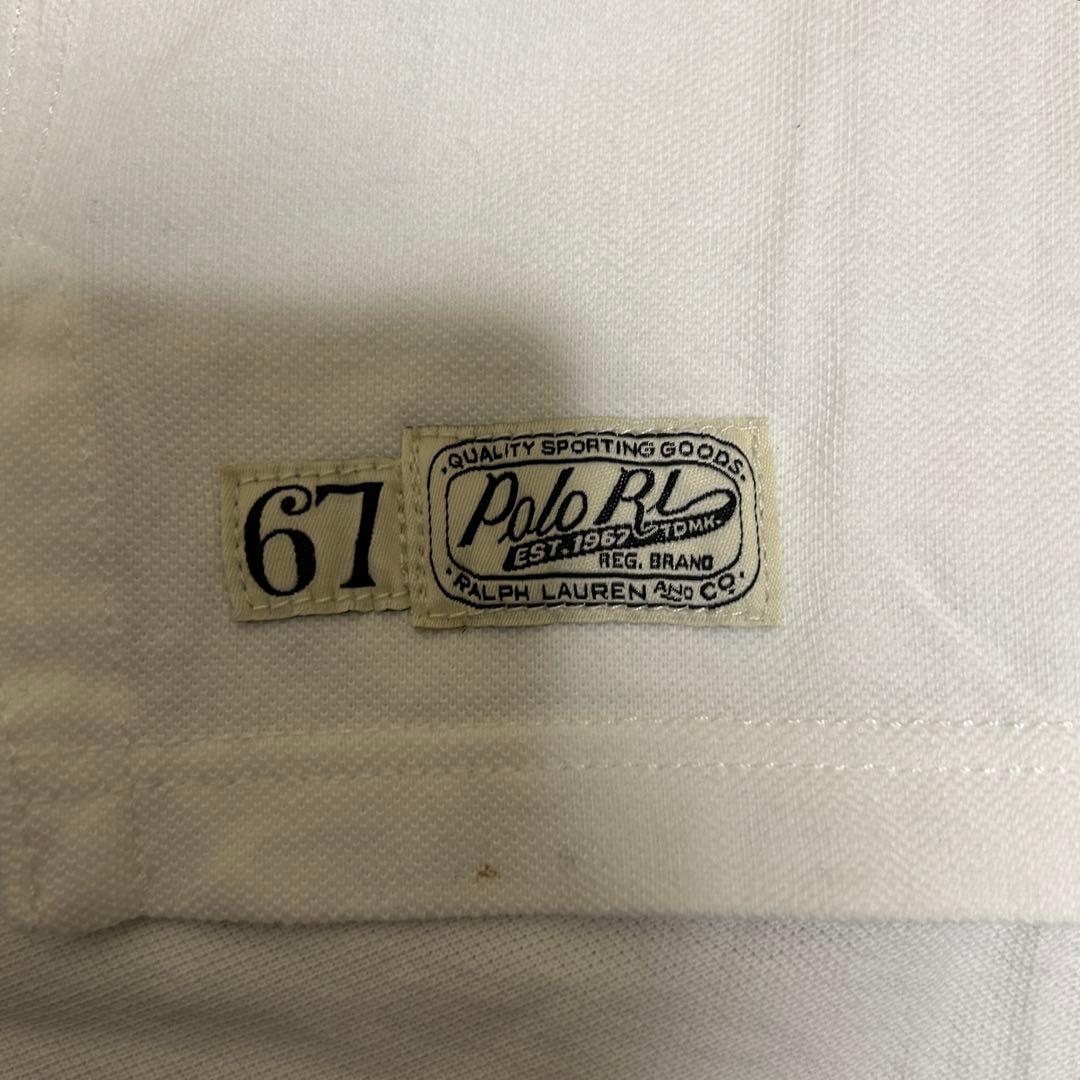 67
·QUALITY SPORTING GOODS·
Polo RL
EST. 1967 TDMK.
REG. BRAND
·RALPH LAUREN AND CO.·